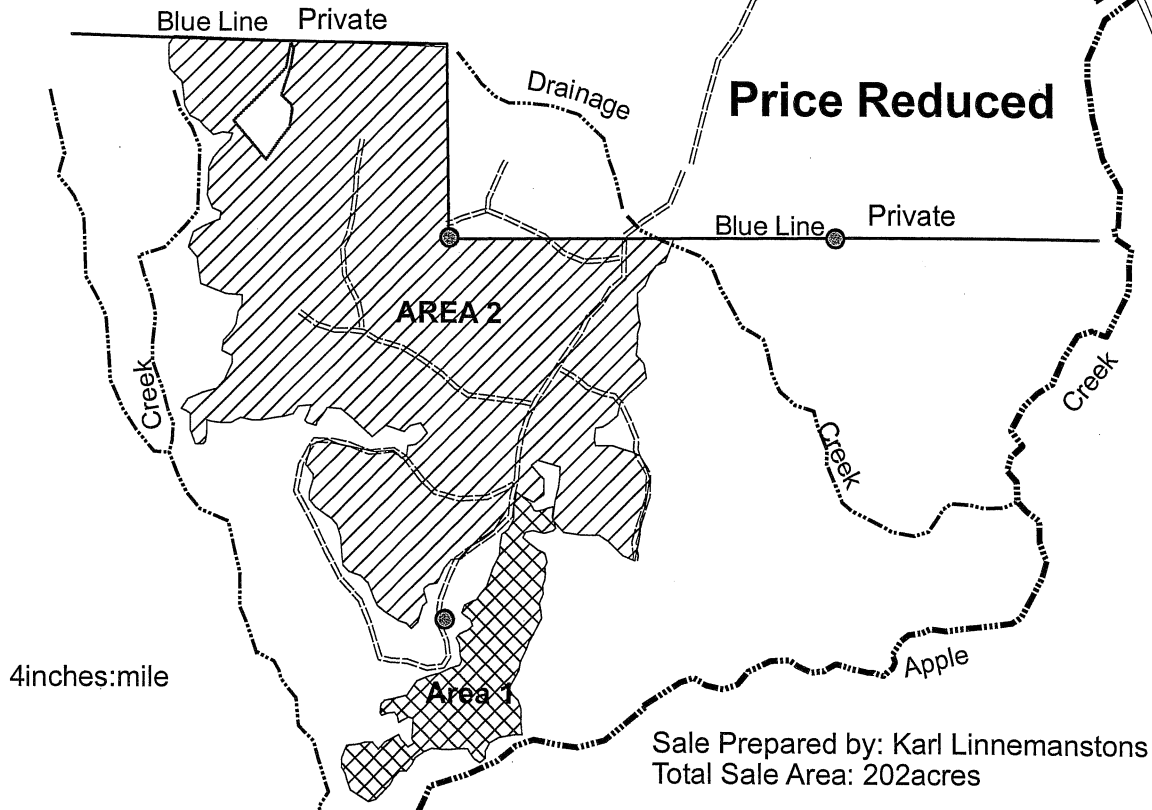 Blue Line Private
Drainage
Price Reduced
Blue Line
Private
AREA 2
Creek
Creek
Creek
Apple
4inches:mile
Area 1
Sale Prepared by: Karl Linnemanstons
Total Sale Area: 202acres